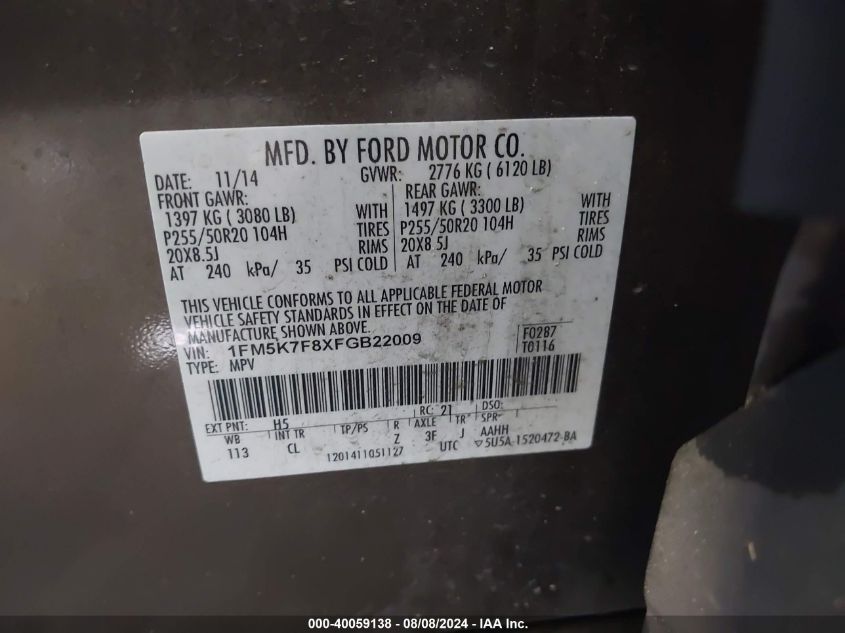 MFD. BY FORD MOTOR CO.
DATE: 11/14 GVWR: 2776 KG ( 6120 LB)
FRONT GAWR: REAR GAWR:
1397 KG ( 3080 LB) WITH 1497 KG ( 3300 LB) WITH
P255/50R20 104H TIRES P255/50R20 104H TIRES
20X8.5J RIMS 20X8.5J RIMS
AT 240 kPa/ 35 PSI COLD AT 240 kPa/ 35 PSI COLD
THIS VEHICLE CONFORMS TO ALL APPLICABLE FEDERAL MOTOR
VEHICLE SAFETY STANDARDS IN EFFECT ON THE DATE OF
MANUFACTURE SHOWN ABOVE.
VIN: 1FM5K7F8XFGB22009 F0287
TYPE: MPV T0116
EXT PNT: H5 RC: 21 DSO:
WB INT TR TP/PS R AXLE TR SPR
113 CL Z 3F J AAHH
1201411051127 UTC ▽5U5A-1520472-BA
000-40059138 - 08/08/2024 - IAA Inc.